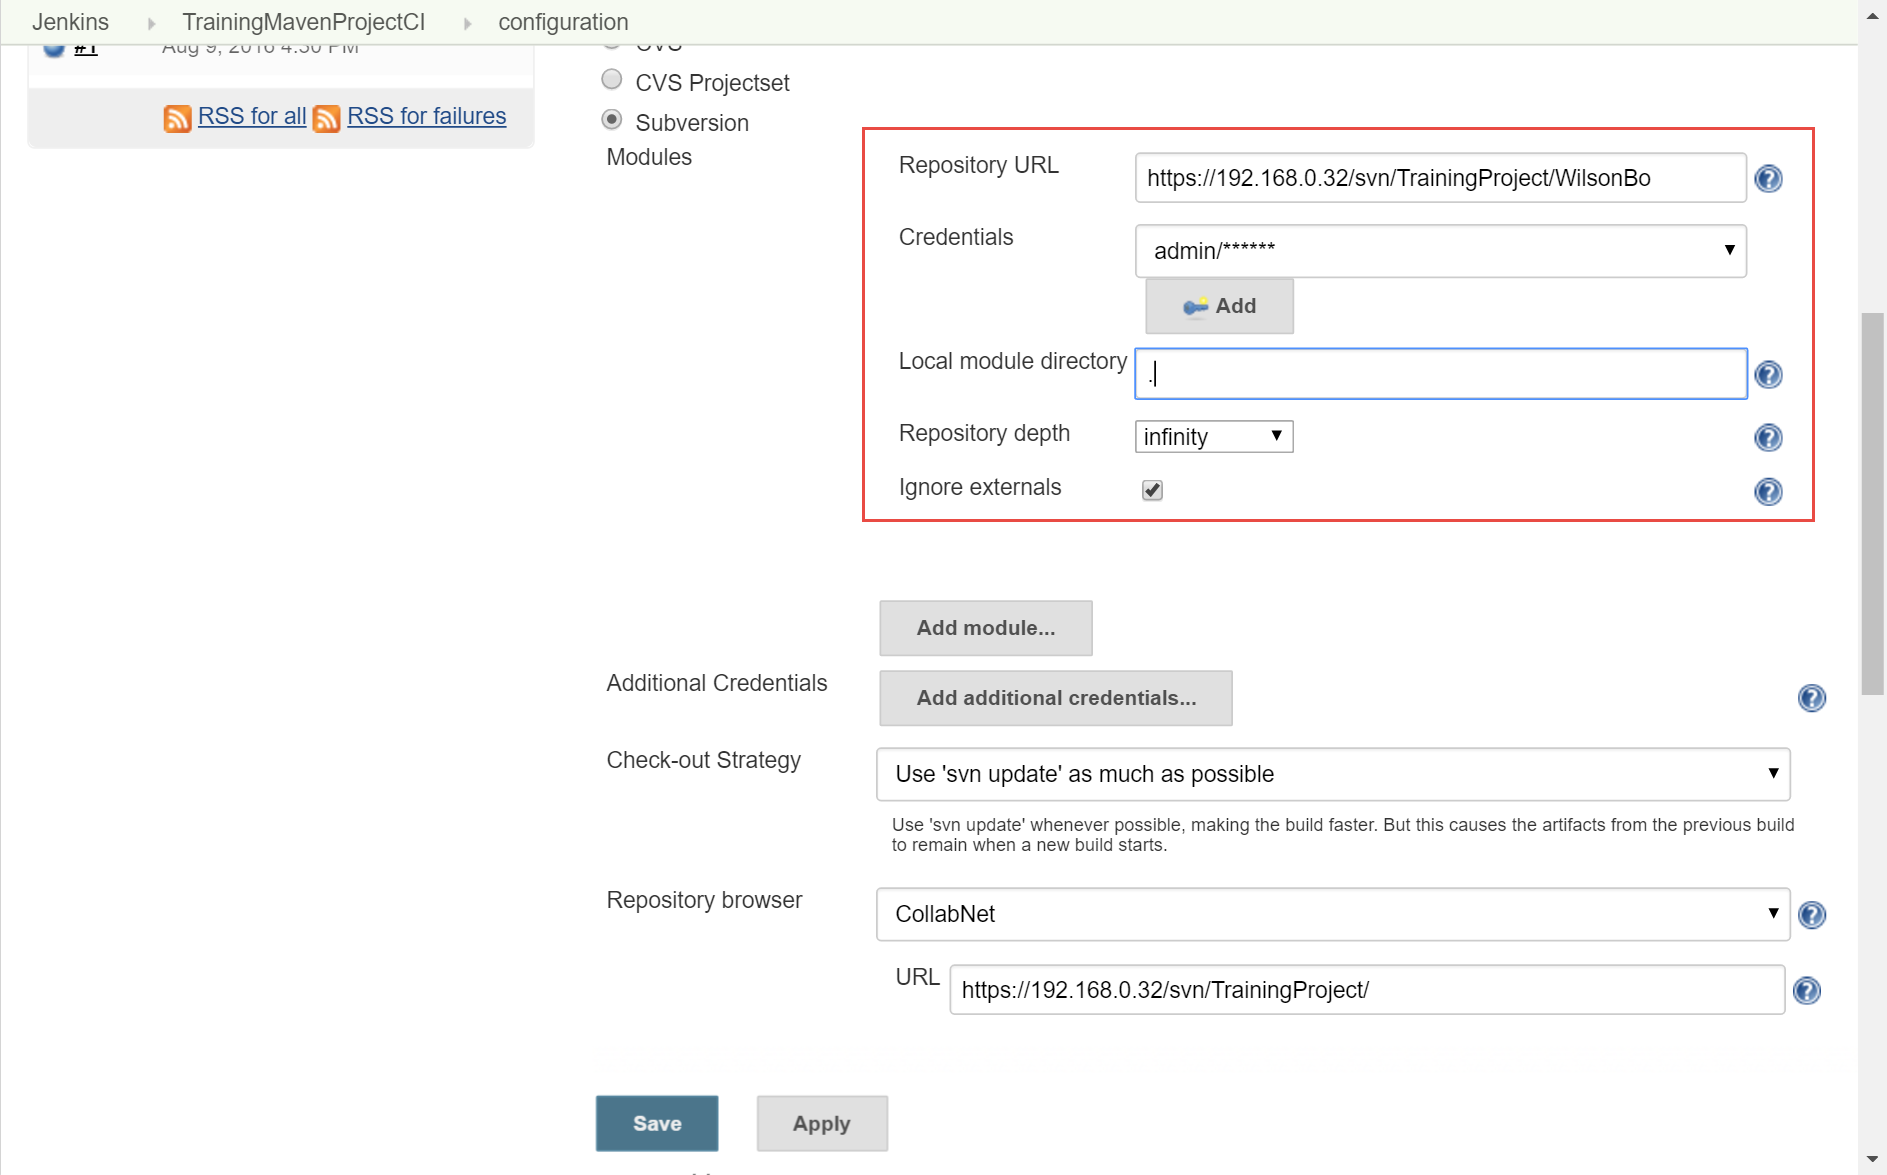 Jenkins TrainingMavenProjectCI configuration
#1 Aug 9, 2016 4:30 PM
RSS for all RSS for failures
CVS
CVS Projectset
Subversion
Modules
Repository URL https://192.168.0.32/svn/TrainingProject/WilsonBo
Credentials admin/******
Add
Local module directory .
Repository depth infinity
Ignore externals
Add module...
Additional Credentials Add additional credentials...
Check-out Strategy Use 'svn update' as much as possible
Use 'svn update' whenever possible, making the build faster. But this causes the artifacts from the previous build
to remain when a new build starts.
Repository browser CollabNet
URL https://192.168.0.32/svn/TrainingProject/
Save Apply